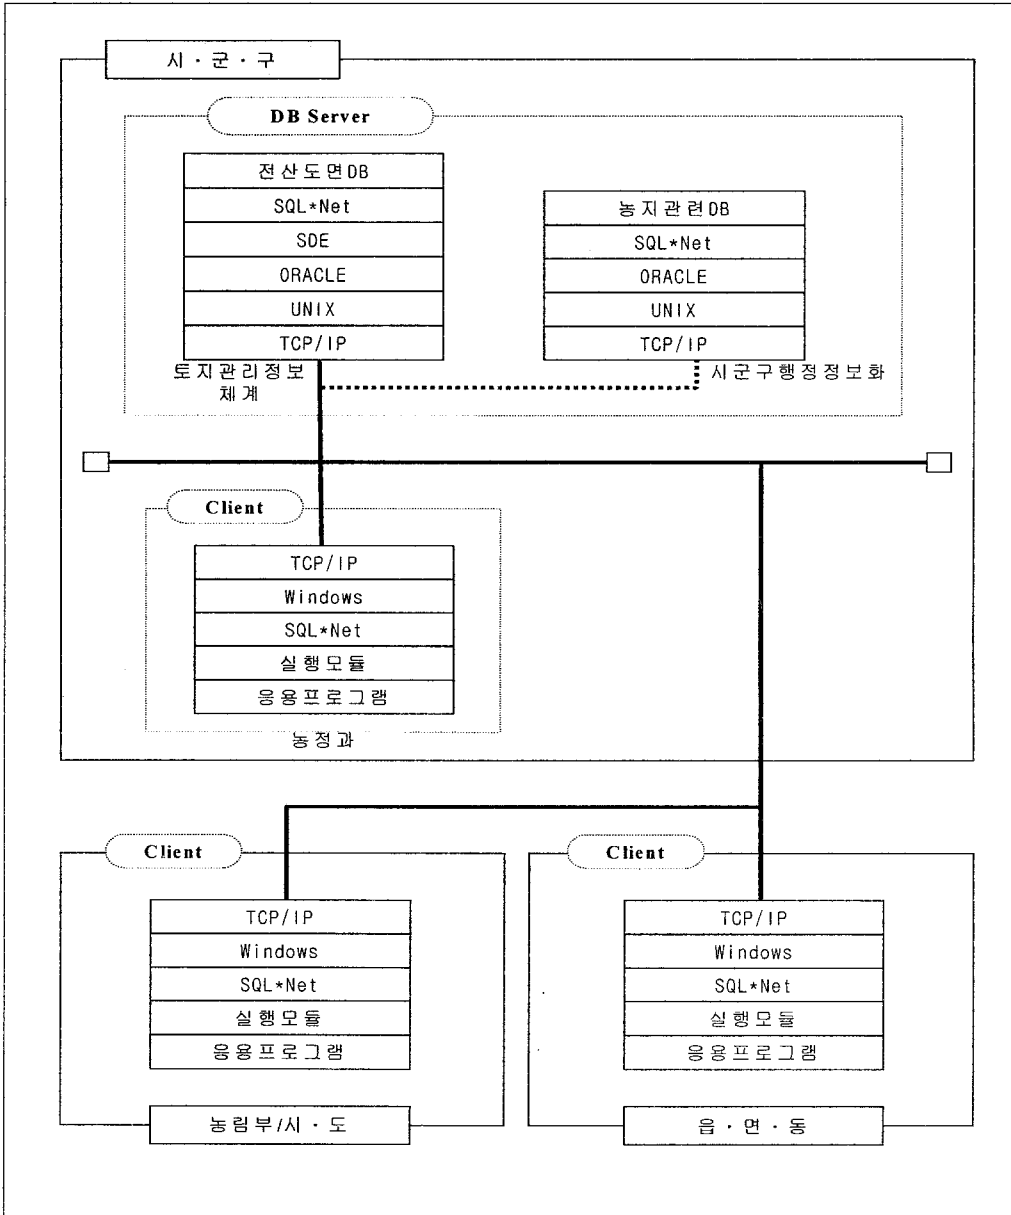 시·군·구
DB Server
전산도면DB
SQL*Net
SDE
ORACLE
UNIX
TCP/IP
토지관리정보
체계
농지관련DB
SQL*Net
ORACLE
UNIX
TCP/IP
시군구행정정보화
Client
TCP/IP
Windows
SQL*Net
실행모듈
응용프로그램
농정과
Client
TCP/IP
Windows
SQL*Net
실행모듈
응용프로그램
농림부/시·도
Client
TCP/IP
Windows
SQL*Net
실행모듈
응용프로그램
읍·면·동